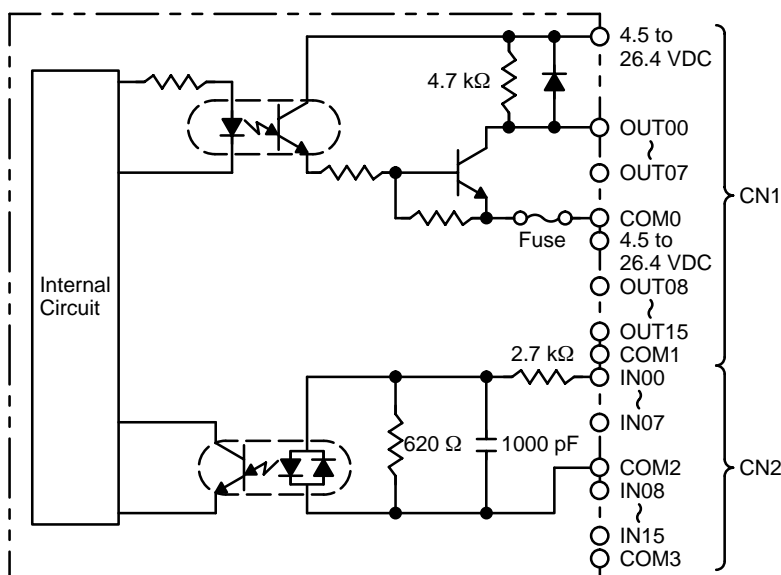 4.5 to
26.4 VDC
4.7 kΩ
OUT00
~
OUT07
CN1
COM0
Fuse
4.5 to
26.4 VDC
Internal
Circuit
OUT08
~
OUT15
2.7 kΩ
COM1
IN00
~
IN07
620 Ω
1000 pF
COM2
CN2
IN08
~
IN15
COM3